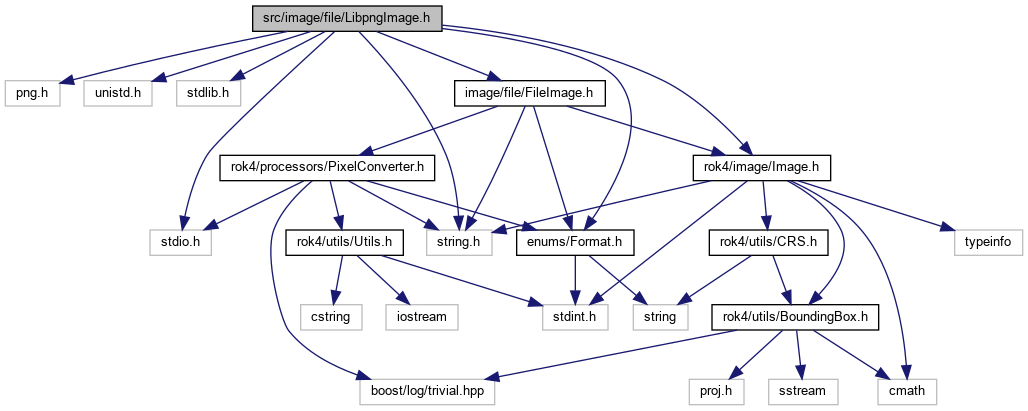 src/image/file/LibpngImage.h
png.h
unistd.h
stdlib.h
image/file/FileImage.h
rok4/processors/PixelConverter.h
rok4/image/Image.h
stdio.h
rok4/utils/Utils.h
string.h
enums/Format.h
rok4/utils/CRS.h
typeinfo
cstring
iostream
stdint.h
string
rok4/utils/BoundingBox.h
boost/log/trivial.hpp
proj.h
sstream
cmath